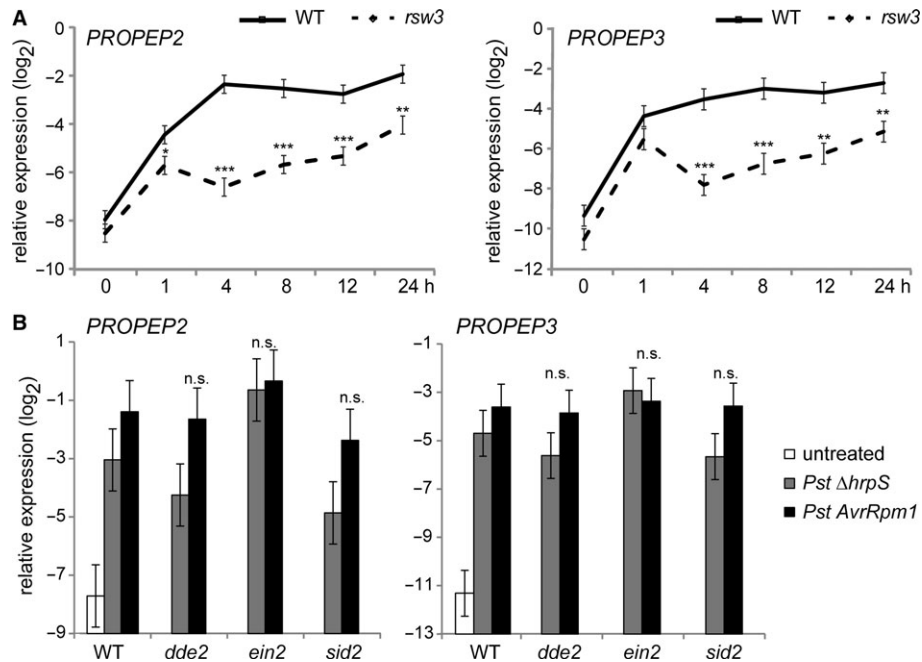 A
WT rsw3
WT rsw3
PROPEP2
PROPEP3
relative expression (log2)
0
−2
−4
−6
−8
−10
* *** *** *** **
0 1 4 8 12 24 h
relative expression (log2)
0
−2
−4
−6
−8
−10
−12
*** *** ** **
0 1 4 8 12 24 h
B
PROPEP2
relative expression (log2)
−1
−1
−3
−5
−7
−9
n.s. n.s. n.s.
WT dde2 ein2 sid2
PROPEP3
−1
−3
−5
−7
−9
−11
−13
n.s. n.s. n.s.
WT dde2 ein2 sid2
untreated
Pst ΔhrpS
Pst AvrRpm1